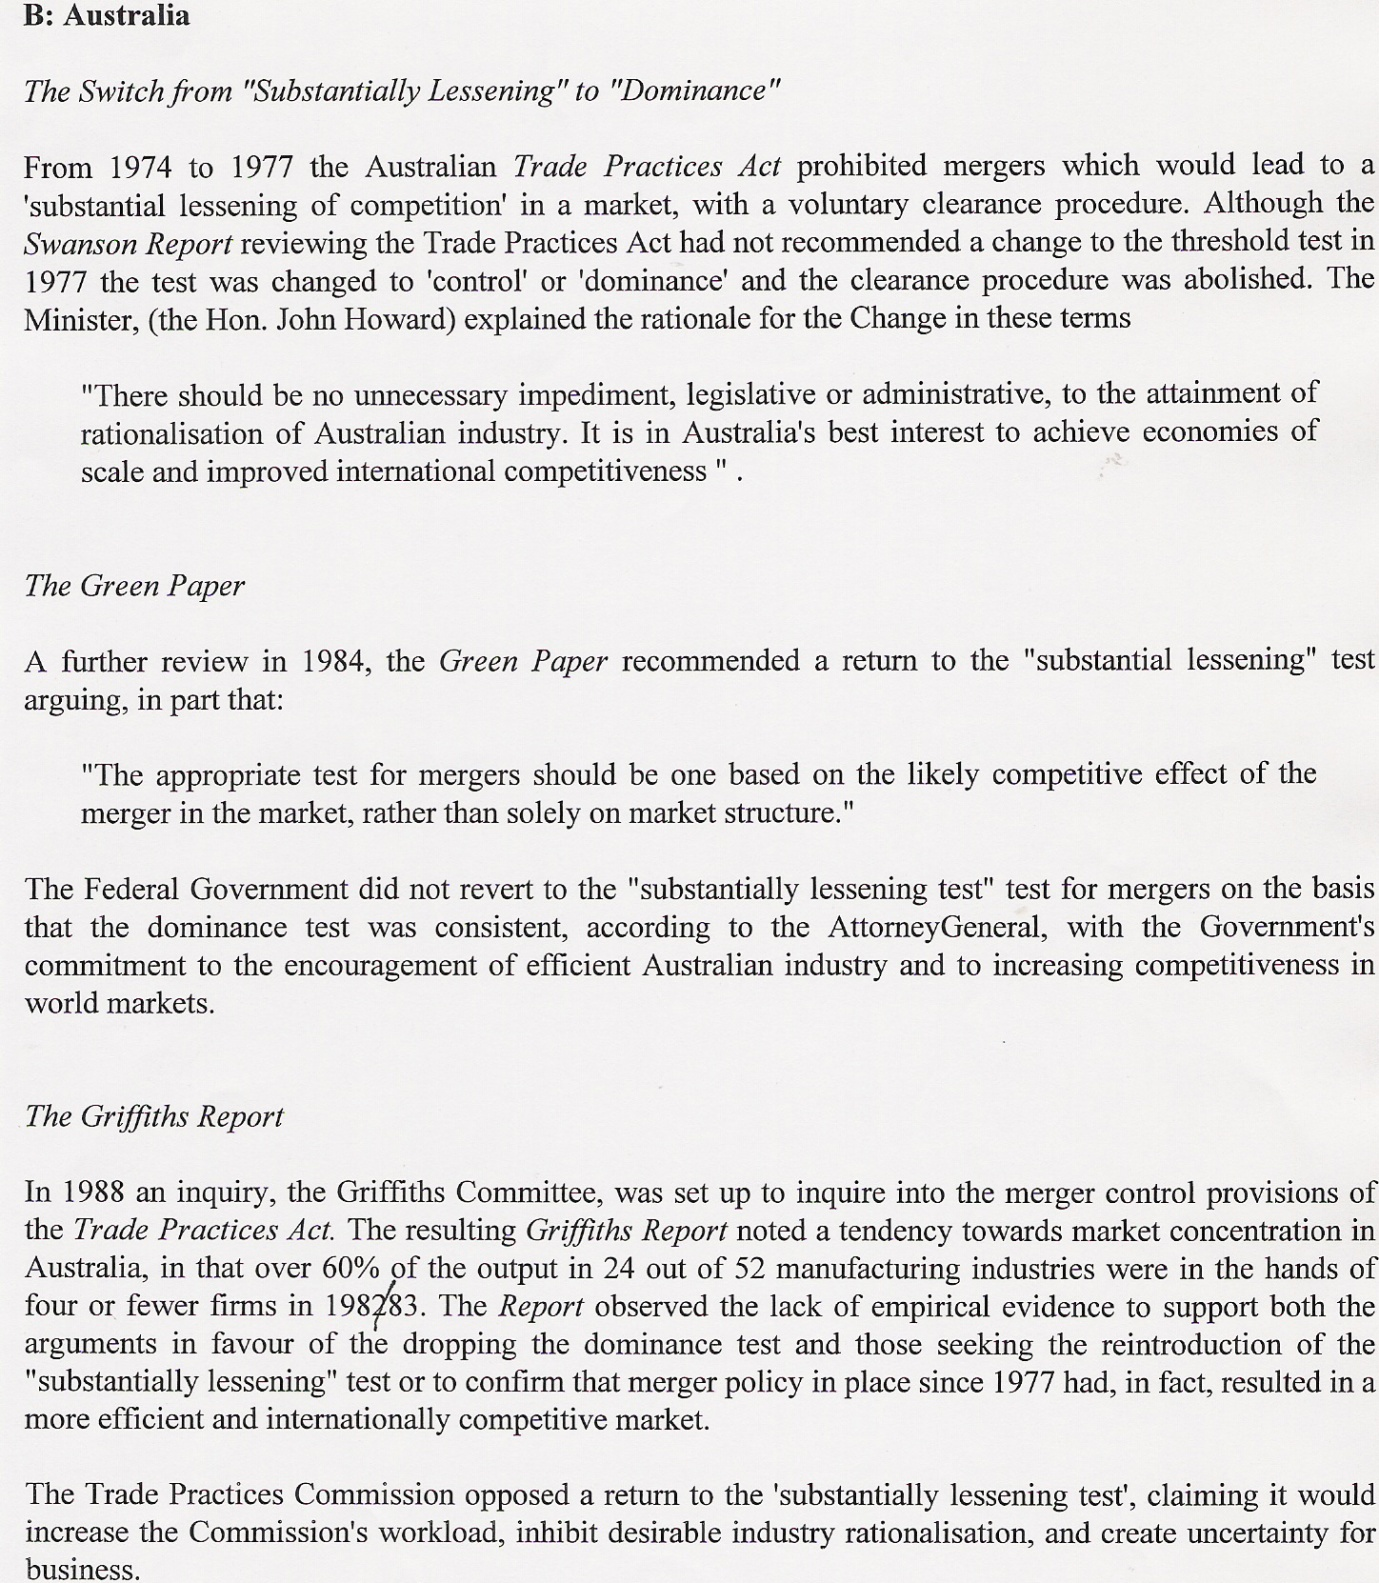 B: Australia
The Switch from "Substantially Lessening" to "Dominance"
From 1974 to 1977 the Australian Trade Practices Act prohibited mergers which would lead to a
'substantial lessening of competition' in a market, with a voluntary clearance procedure. Although the
Swanson Report reviewing the Trade Practices Act had not recommended a change to the threshold test in
1977 the test was changed to 'control' or 'dominance' and the clearance procedure was abolished. The
Minister, (the Hon. John Howard) explained the rationale for the Change in these terms
"There should be no unnecessary impediment, legislative or administrative, to the attainment of
rationalisation of Australian industry. It is in Australia's best interest to achieve economies of
scale and improved international competitiveness " .
The Green Paper
A further review in 1984, the Green Paper recommended a return to the "substantial lessening" test
arguing, in part that:
"The appropriate test for mergers should be one based on the likely competitive effect of the
merger in the market, rather than solely on market structure."
The Federal Government did not revert to the "substantially lessening test" test for mergers on the basis
that the dominance test was consistent, according to the AttorneyGeneral, with the Government's
commitment to the encouragement of efficient Australian industry and to increasing competitiveness in
world markets.
The Griffiths Report
In 1988 an inquiry, the Griffiths Committee, was set up to inquire into the merger control provisions of
the Trade Practices Act. The resulting Griffiths Report noted a tendency towards market concentration in
Australia, in that over 60% of the output in 24 out of 52 manufacturing industries were in the hands of
four or fewer firms in 1982/83. The Report observed the lack of empirical evidence to support both the
arguments in favour of the dropping the dominance test and those seeking the reintroduction of the
"substantially lessening" test or to confirm that merger policy in place since 1977 had, in fact, resulted in a
more efficient and internationally competitive market.
The Trade Practices Commission opposed a return to the 'substantially lessening test', claiming it would
increase the Commission's workload, inhibit desirable industry rationalisation, and create uncertainty for
business.